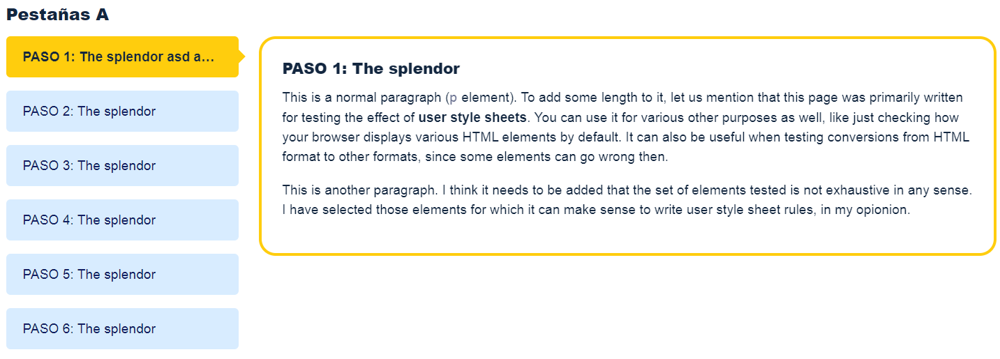 Pestañas A
PASO 1: The splendor asd a...
PASO 2: The splendor
PASO 3: The splendor
PASO 4: The splendor
PASO 5: The splendor
PASO 6: The splendor
PASO 1: The splendor
This is a normal paragraph (p element). To add some length to it, let us mention that this page was primarily written
for testing the effect of user style sheets. You can use it for various other purposes as well, like just checking how
your browser displays various HTML elements by default. It can also be useful when testing conversions from HTML
format to other formats, since some elements can go wrong then.
This is another paragraph. I think it needs to be added that the set of elements tested is not exhaustive in any sense.
I have selected those elements for which it can make sense to write user style sheet rules, in my opionion.